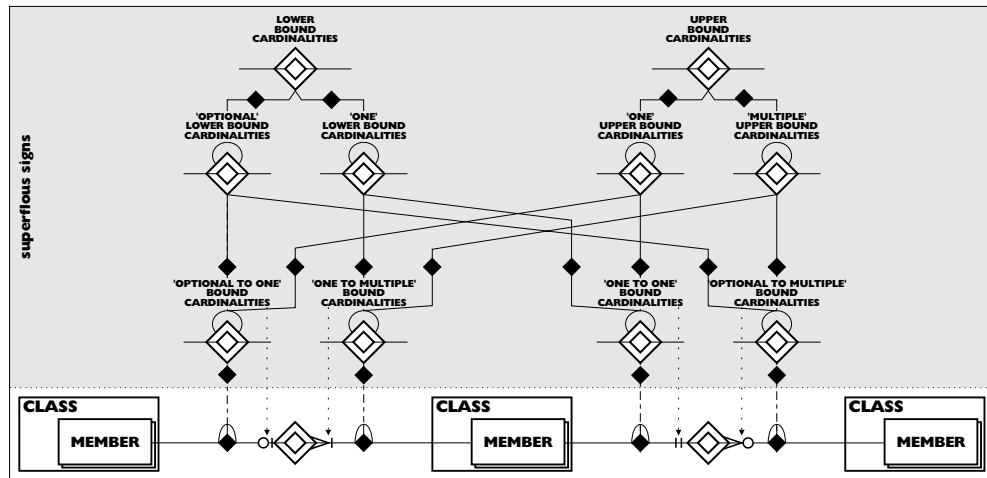 LOWER
BOUND
CARDINALITIES
UPPER
BOUND
CARDINALITIES
'OPTIONAL'
LOWER BOUND
CARDINALITIES
'ONE'
LOWER BOUND
CARDINALITIES
'ONE'
UPPER BOUND
CARDINALITIES
'MULTIPLE'
UPPER BOUND
CARDINALITIES
superflous signs
'OPTIONAL TO ONE'
BOUND
CARDINALITIES
'ONE TO MULTIPLE'
BOUND
CARDINALITIES
'ONE TO ONE'
BOUND
CARDINALITIES
'OPTIONAL TO MULTIPLE'
BOUND
CARDINALITIES
CLASS
MEMBER
CLASS
MEMBER
CLASS
MEMBER